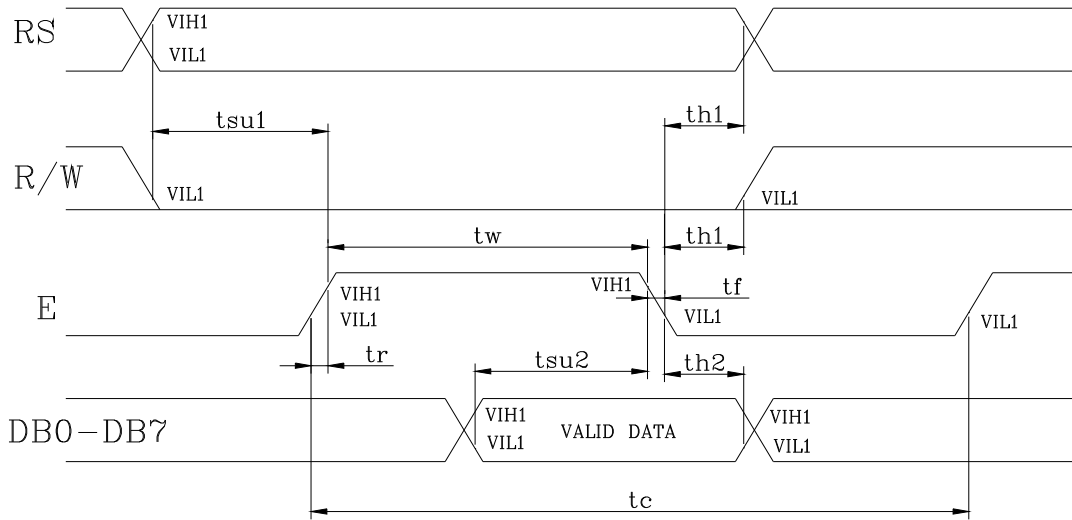 RS
VIH1
VIL1
tsu1
th1
R/W
VIL1
VIL1
tw
th1
E
VIH1
VIL1
VIH1
tf
VIL1
VIL1
tr
tsu2
th2
DB0-DB7
VIH1
VIL1
VALID DATA
VIH1
VIL1
tc